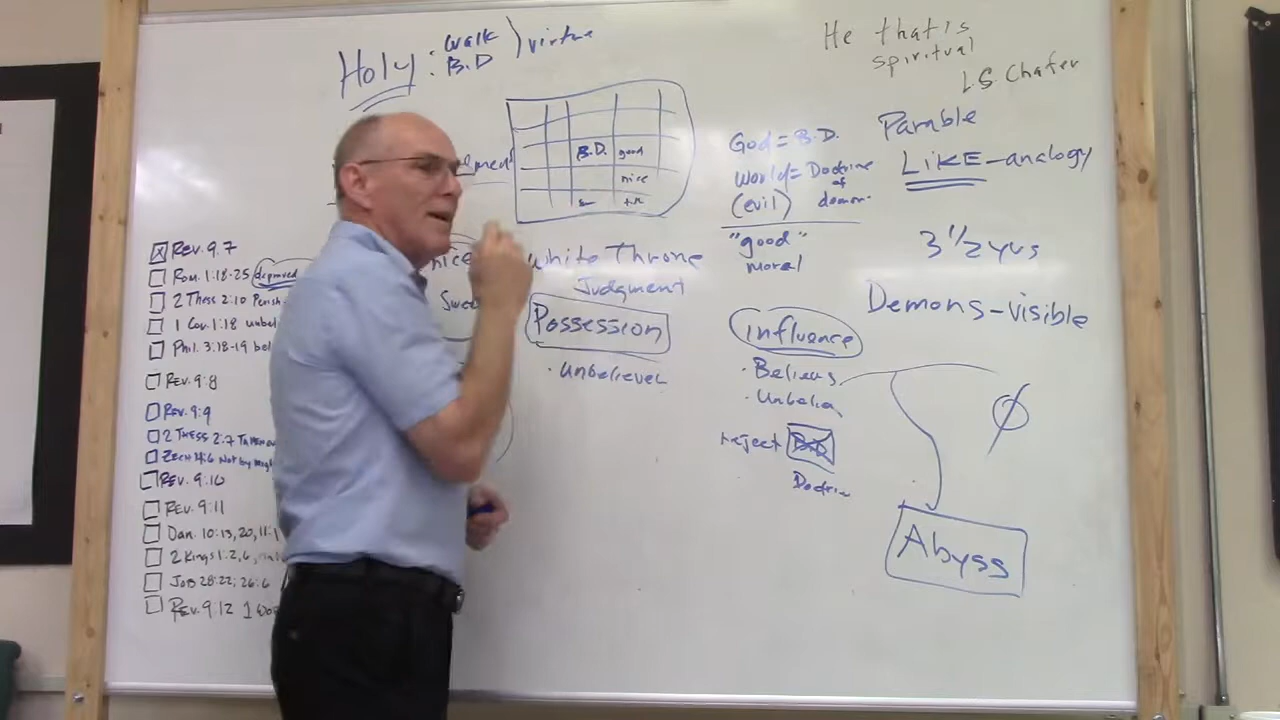 Holy : walk
B.D
) virtue
He that is
spiritual
LS Chafer
B.D. good
nice
God = B.D.
World = Doctrine
of
(evil)
"good"
moral
Parable
LIKE-analogy
3 1/2 yrs
Demons-visible
white Throne
Judgment
Possession
· Unbeliever
influence
·
·
reject
Abyss
nice
Rev. 9.7
Rom. 1:18-25 depraved
2 Thess 2:10 Perish
1 Cor. 1:18 unbel
Phil. 3:18-19 bel
Rev. 9:8
Rev. 9:9
2 Thess 2:7
Zech 4:6 Not by might
Rev. 9:10
Rev. 9:11
Dan. 10:13,20, 11:1
2 Kings 1:2,6,
Job 28:22; 26:6
Rev. 9:12 1 Woe